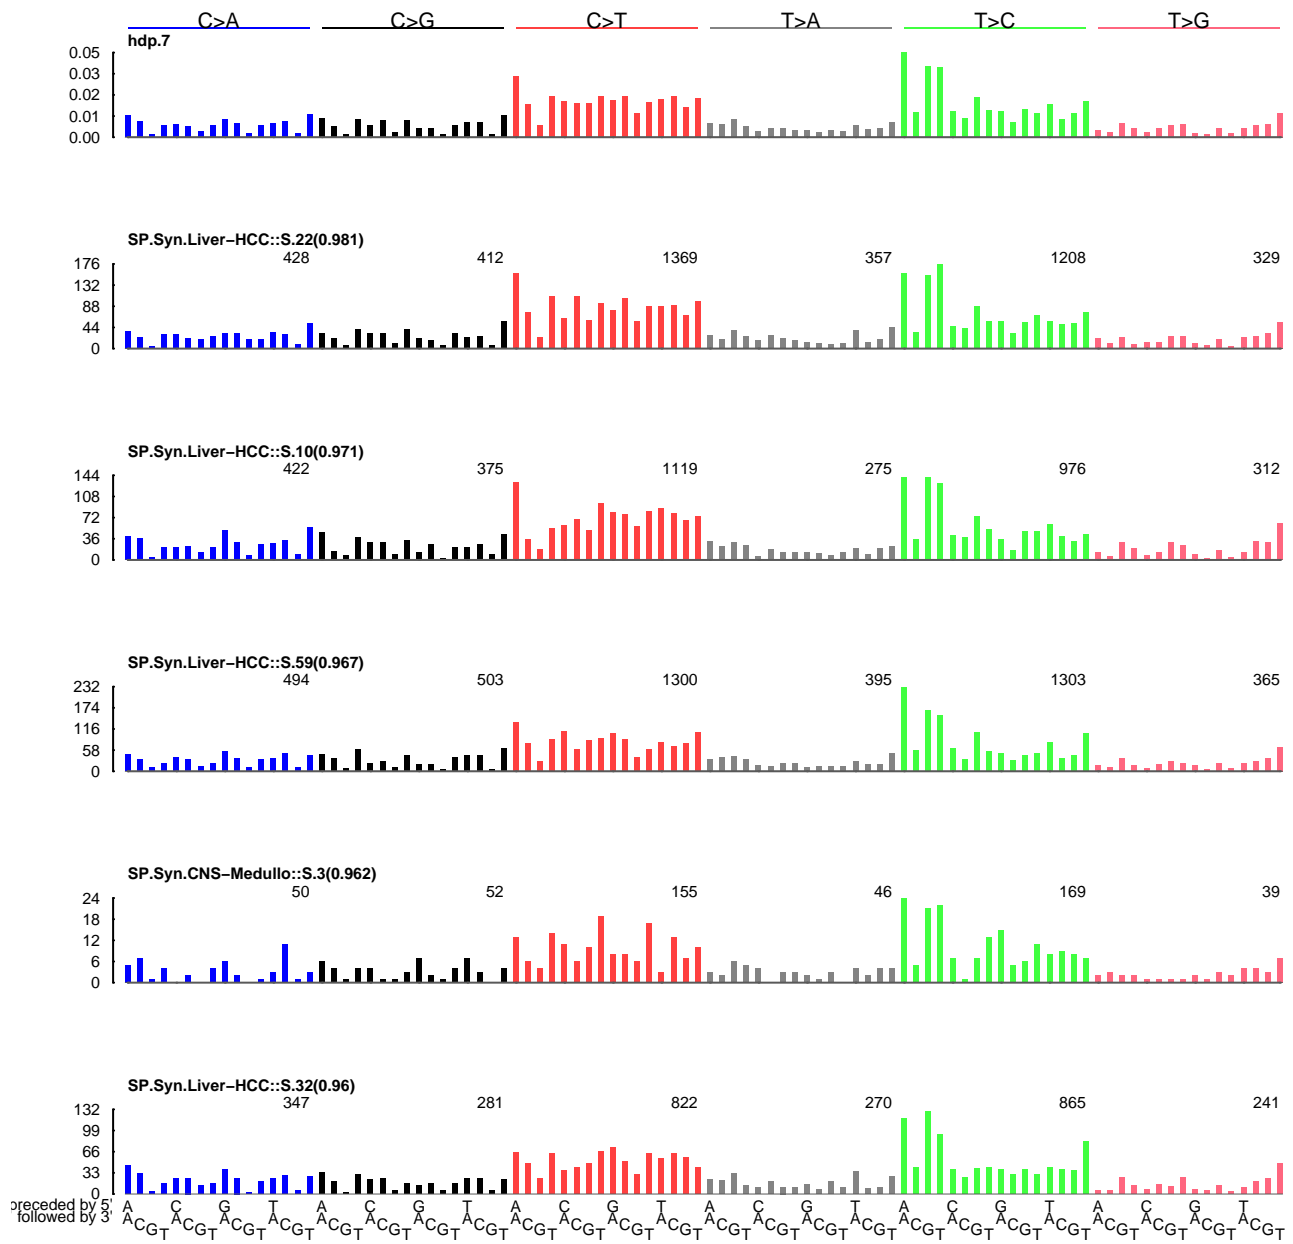 C>A C>G C>T T>A T>C T>G
hdp.7
0.05
0.03
0.02
0.01
0.00
SP.Syn.Liver−HCC::S.22(0.981)
428 412 1369 357 1208 329
176
132
88
44
0
SP.Syn.Liver−HCC::S.10(0.971)
422 375 1119 275 976 312
144
108
72
36
0
SP.Syn.Liver−HCC::S.59(0.967)
494 503 1300 395 1303 365
232
174
116
58
0
SP.Syn.CNS−Medullo::S.3(0.962)
50 52 155 46 169 39
24
18
12
6
0
SP.Syn.Liver−HCC::S.32(0.96)
347 281 822 270 865 241
132
99
66
33
0
preceded by 5' A C G T A C G T A C G T A C G T A C G T A C G T
followed by 3' A C G T A C G T A C G T A C G T A C G T A C G T A C G T A C G T A C G T A C G T A C G T A C G T A C G T A C G T A C G T A C G T A C G T A C G T A C G T A C G T A C G T A C G T A C G T A C G T